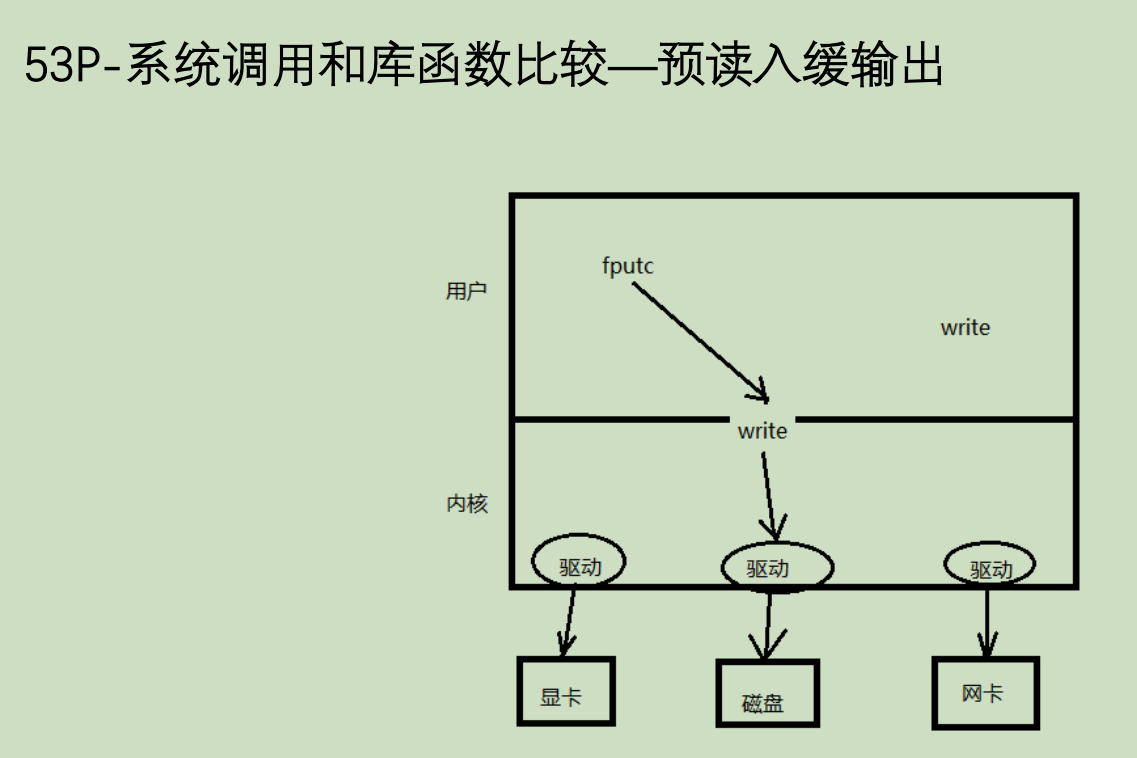 53P-系统调用和库函数比较—预读入缓输出
fputc
用户
write
write
内核
驱动
驱动
驱动
显卡
磁盘
网卡